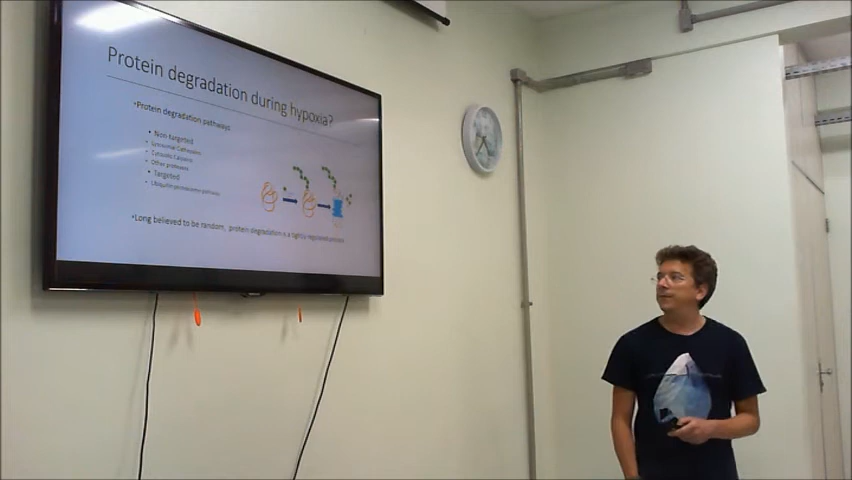 Protein degradation during hypoxia?
•Protein degradation pathways:
• Non-targeted
• Lysosomal Cathepsins
• Cytosolic Calpains
• Other proteases
• Targeted
• Ubiquitin-proteasome pathway
•Long believed to be random, protein degradation is a tightly regulated process